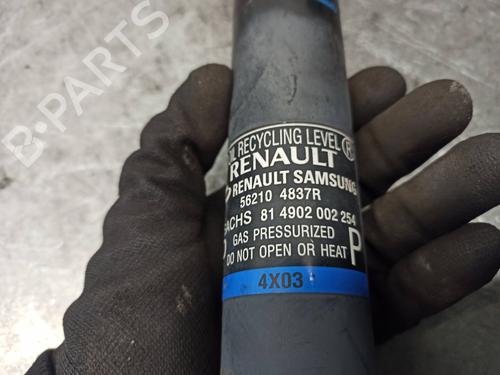 B-PARTS
OIL RECYCLING LEVEL B
RENAULT
RENAULT SAMSUNG
56210 4837R
SACHS 81 4902 002 254
GAS PRESSURIZED
DO NOT OPEN OR HEAT P
4X03